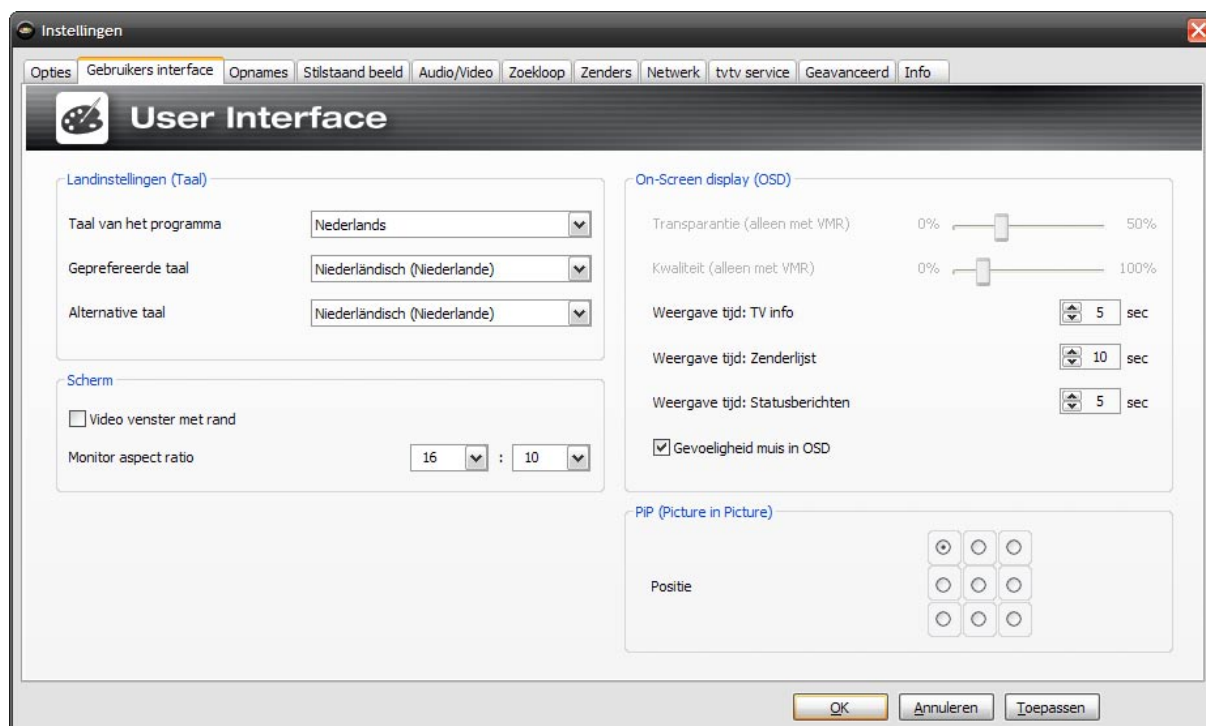 Instellingen
Opties Gebruikers interface Opnames Stilstaand beeld Audio/Video Zoekloop Zenders Netwerk tvtv service Geavanceerd Info
User Interface
Landinstellingen (Taal)
Taal van het programma Nederlands
Geprefereerde taal Niederländisch (Niederlande)
Alternative taal Niederländisch (Niederlande)
Scherm
Video venster met rand
Monitor aspect ratio 16 : 10
On-Screen display (OSD)
Transparantie (alleen met VMR) 0% 50%
Kwaliteit (alleen met VMR) 0% 100%
Weergave tijd: TV info 5 sec
Weergave tijd: Zenderlijst 10 sec
Weergave tijd: Statusberichten 5 sec
Gevoeligheid muis in OSD
PiP (Picture in Picture)
Positie
OK Annuleren Toepassen